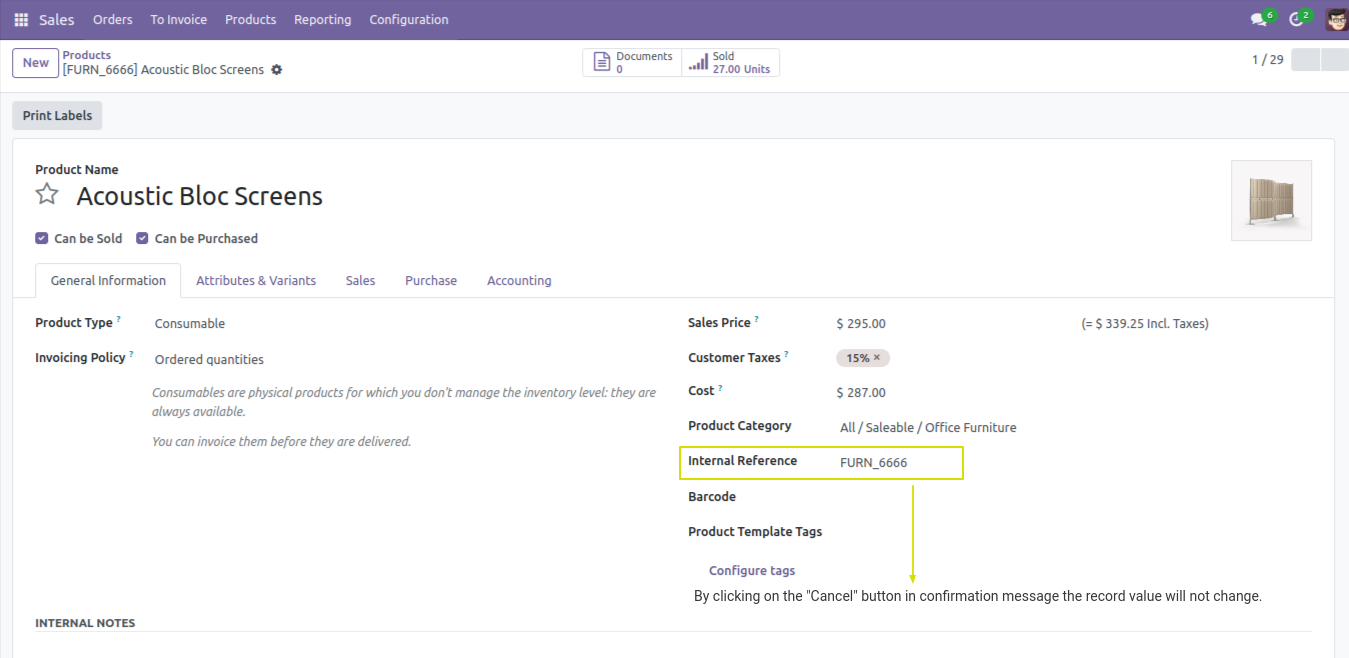 Sales Orders To Invoice Products Reporting Configuration 6 2
New Products Documents Sold
[FURN_6666] Acoustic Bloc Screens 0 27.00 Units 1 / 29
Print Labels
Product Name
Acoustic Bloc Screens
Can be Sold Can be Purchased
General Information Attributes & Variants Sales Purchase Accounting
Product Type ? Consumable
Invoicing Policy ? Ordered quantities
Consumables are physical products for which you don't manage the inventory level: they are
always available.
You can invoice them before they are delivered.
Sales Price ? $ 295.00 (= $ 339.25 Incl. Taxes)
Customer Taxes ? 15% ×
Cost ? $ 287.00
Product Category All / Saleable / Office Furniture
Internal Reference FURN_6666
Barcode
Product Template Tags
Configure tags
By clicking on the "Cancel" button in confirmation message the record value will not change.
INTERNAL NOTES